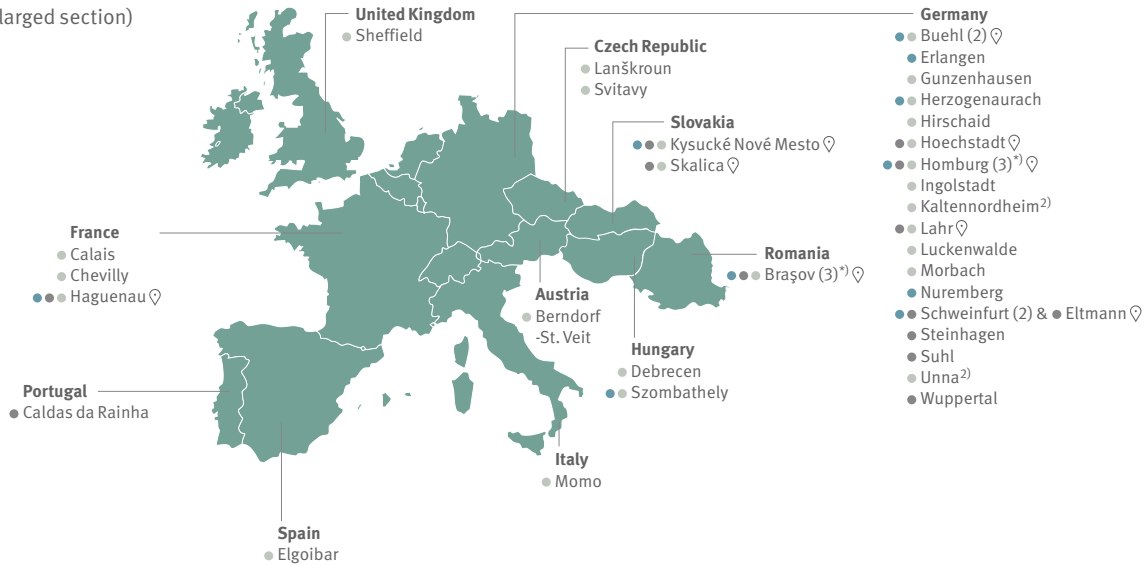 larged section)
United Kingdom
Sheffield
Czech Republic
Lanškroun
Svitavy
Slovakia
Kysucké Nové Mesto
Skalica
Germany
Buehl (2)
Erlangen
Gunzenhausen
Herzogenaurach
Hirschaid
Hoechstadt
Homburg (3)*)
Ingolstadt
Kaltennordheim2)
Lahr
Luckenwalde
Morbach
Nuremberg
Schweinfurt (2) & Eltmann
Steinhagen
Suhl
Unna2)
Wuppertal
France
Calais
Chevilly
Haguenau
Romania
Braşov (3)*)
Austria
Berndorf
-St. Veit
Hungary
Debrecen
Szombathely
Portugal
Caldas da Rainha
Italy
Momo
Spain
Elgoibar